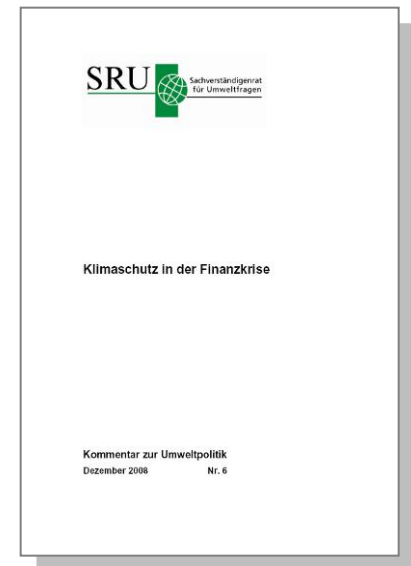 SRU
Sachverständigenrat
für Umweltfragen
Klimaschutz in der Finanzkrise
Kommentar zur Umweltpolitik
Dezember 2008 Nr. 6